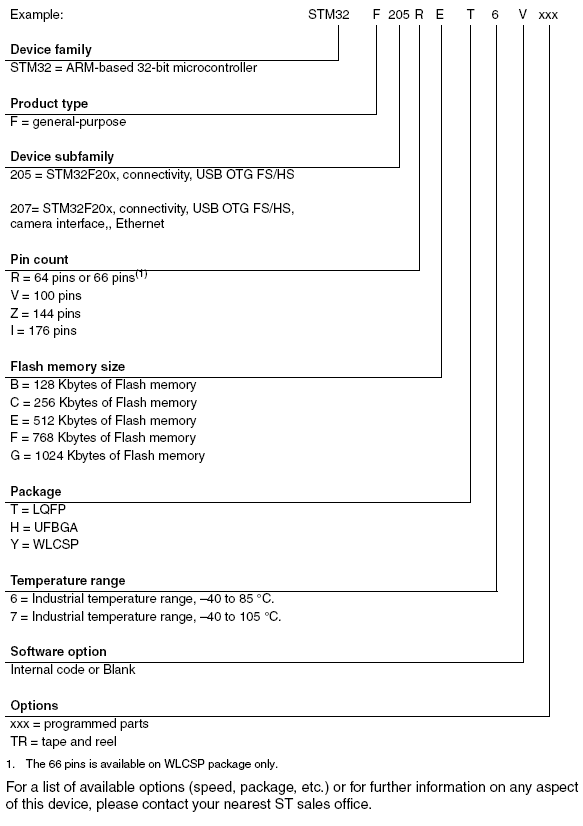 Example: STM32 F 205 R E T 6 V xxx
Device family
STM32 = ARM-based 32-bit microcontroller
Product type
F = general-purpose
Device subfamily
205 = STM32F20x, connectivity, USB OTG FS/HS
207= STM32F20x, connectivity, USB OTG FS/HS,
camera interface,, Ethernet
Pin count
R = 64 pins or 66 pins(1)
V = 100 pins
Z = 144 pins
I = 176 pins
Flash memory size
B = 128 Kbytes of Flash memory
C = 256 Kbytes of Flash memory
E = 512 Kbytes of Flash memory
F = 768 Kbytes of Flash memory
G = 1024 Kbytes of Flash memory
Package
T = LQFP
H = UFBGA
Y = WLCSP
Temperature range
6 = Industrial temperature range, –40 to 85 °C.
7 = Industrial temperature range, –40 to 105 °C.
Software option
Internal code or Blank
Options
xxx = programmed parts
TR = tape and reel
1. The 66 pins is available on WLCSP package only.
For a list of available options (speed, package, etc.) or for further information on any aspect
of this device, please contact your nearest ST sales office.